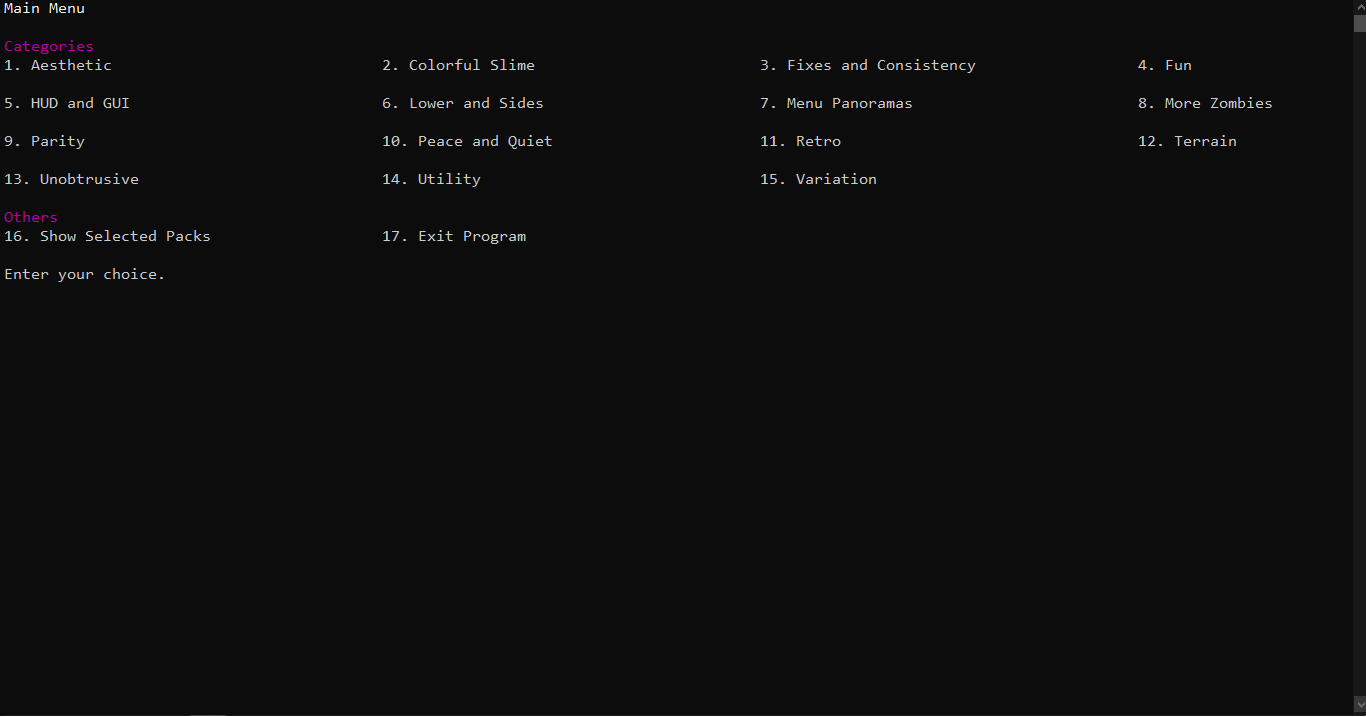 Main Menu
Categories
1. Aesthetic 2. Colorful Slime 3. Fixes and Consistency 4. Fun
5. HUD and GUI 6. Lower and Sides 7. Menu Panoramas 8. More Zombies
9. Parity 10. Peace and Quiet 11. Retro 12. Terrain
13. Unobtrusive 14. Utility 15. Variation
Others
16. Show Selected Packs 17. Exit Program
Enter your choice.